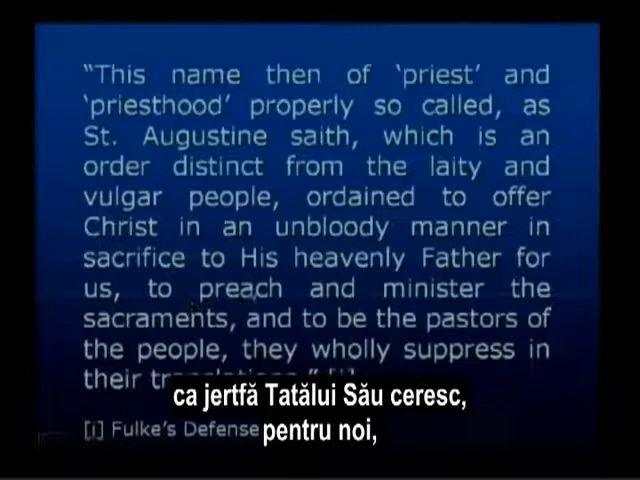 “This name then of ‘priest’ and
‘priesthood’ properly so called, as
St. Augustine saith, which is an
order distinct from the laity and
vulgar people, ordained to offer
Christ in an unbloody manner in
sacrifice to His heavenly Father for
us, to preach and minister the
sacraments, and to be the pastors of
the people, they wholly suppress in
their
ca jertfă Tatălui Său ceresc,
[i] Fulke’s Defense
pentru noi,